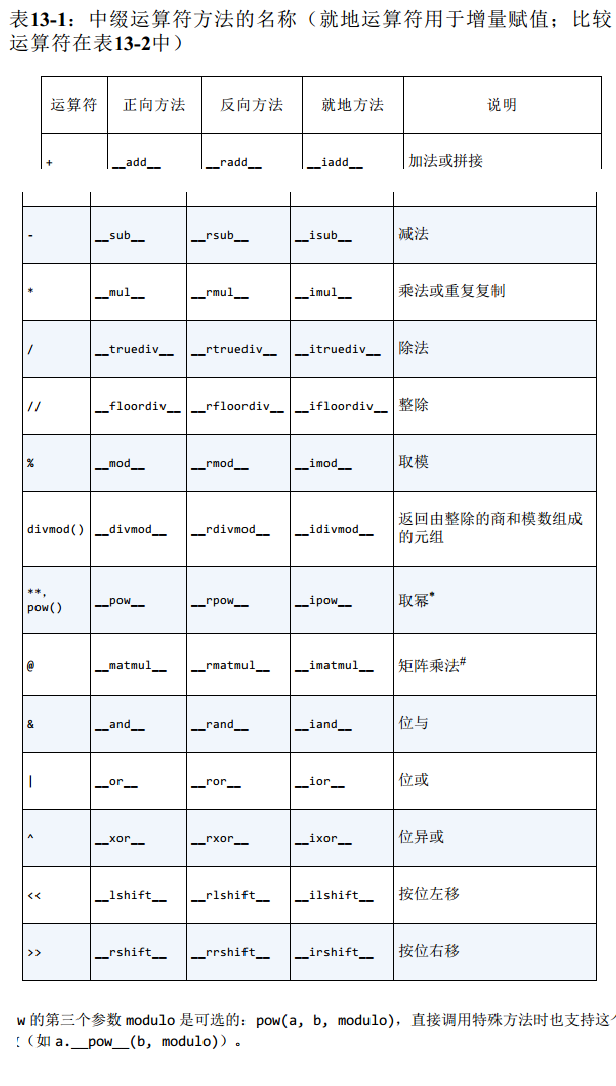 表13-1：中缀运算符方法的名称（就地运算符用于增量赋值；比较
运算符在表13-2中）
运算符 正向方法 反向方法 就地方法 说明
+ __add__ __radd__ __iadd__ 加法或拼接
- __sub__ __rsub__ __isub__ 减法
* __mul__ __rmul__ __imul__ 乘法或重复复制
/ __truediv__ __rtruediv__ __itruediv__ 除法
// __floordiv__ __rfloordiv__ __ifloordiv__ 整除
% __mod__ __rmod__ __imod__ 取模
divmod() __divmod__ __rdivmod__ __idivmod__ 返回由整除的商和模数组成
的元组
**,
pow() __pow__ __rpow__ __ipow__ 取幂*
@ __matmul__ __rmatmul__ __imatmul__ 矩阵乘法#
& __and__ __rand__ __iand__ 位与
| __or__ __ror__ __ior__ 位或
^ __xor__ __rxor__ __ixor__ 位异或
<< __lshift__ __rlshift__ __ilshift__ 按位左移
>> __rshift__ __rrshift__ __irshift__ 按位右移
w 的第三个参数 modulo 是可选的：pow(a, b, modulo)，直接调用特殊方法时也支持这
（如 a.__pow__(b, modulo)）。